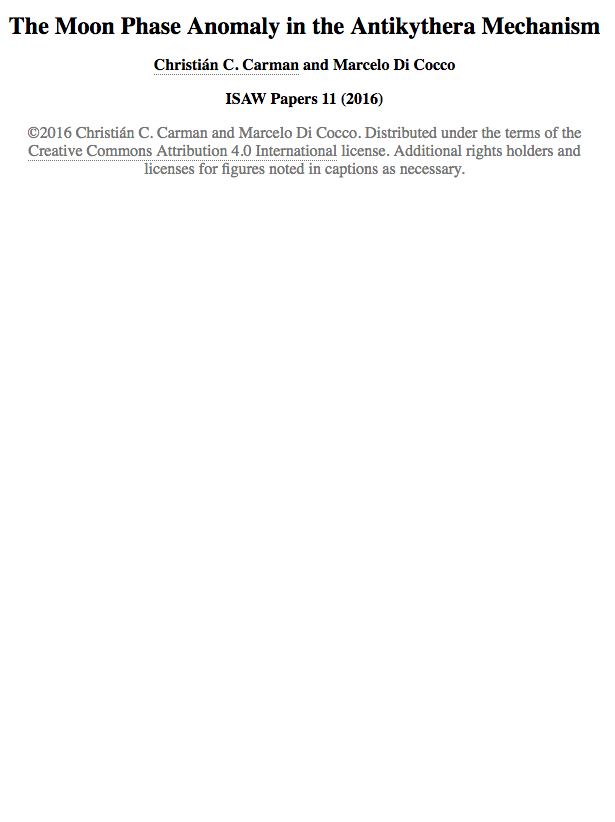 The Moon Phase Anomaly in the Antikythera Mechanism
Christián C. Carman and Marcelo Di Cocco
ISAW Papers 11 (2016)
©2016 Christián C. Carman and Marcelo Di Cocco. Distributed under the terms of the
Creative Commons Attribution 4.0 International license. Additional rights holders and
licenses for figures noted in captions as necessary.